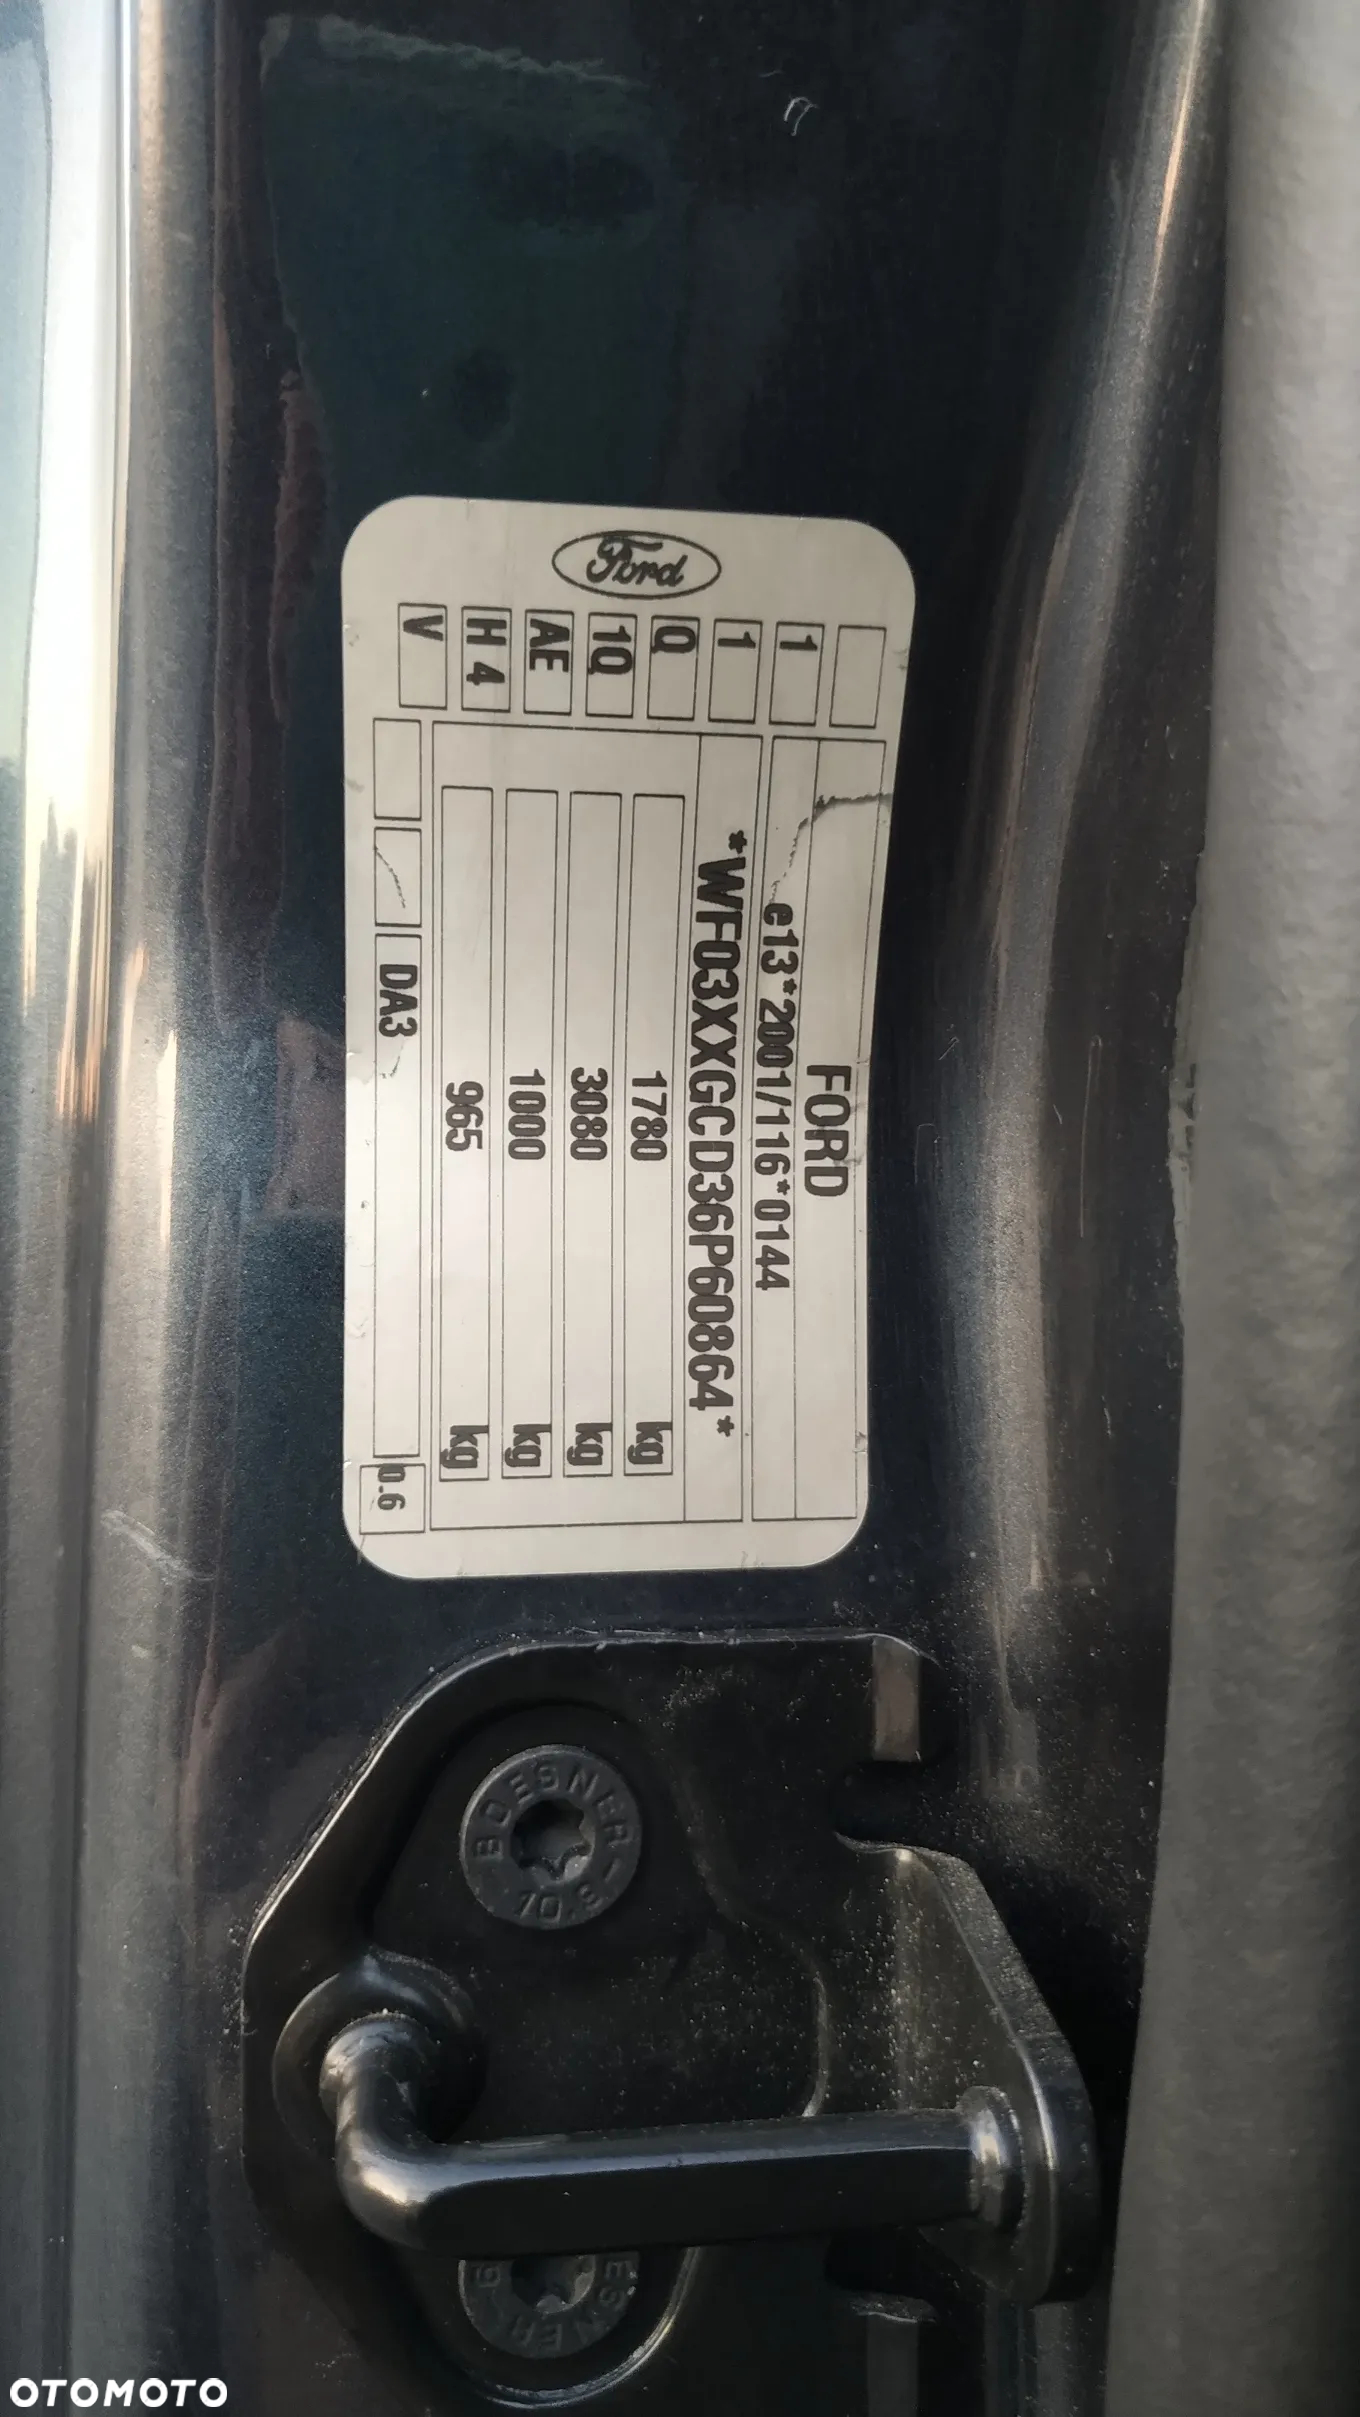 Ford
FORD
e13*2001/116*0144
*WF03XXGCD36P60864*
1780 kg
3080 kg
1000 kg
965 kg
DA3
0.6
1
1
Q
1Q
AE
H 4
V
BOESNER
10.9
OTOMOTO